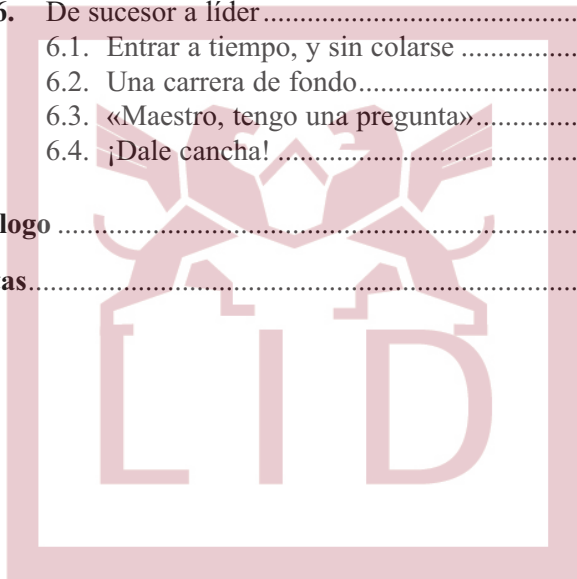 6. De sucesor a líder
6.1. Entrar a tiempo, y sin colarse
6.2. Una carrera de fondo
6.3. «Maestro, tengo una pregunta»
6.4. ¡Dale cancha!
logo
as
LID